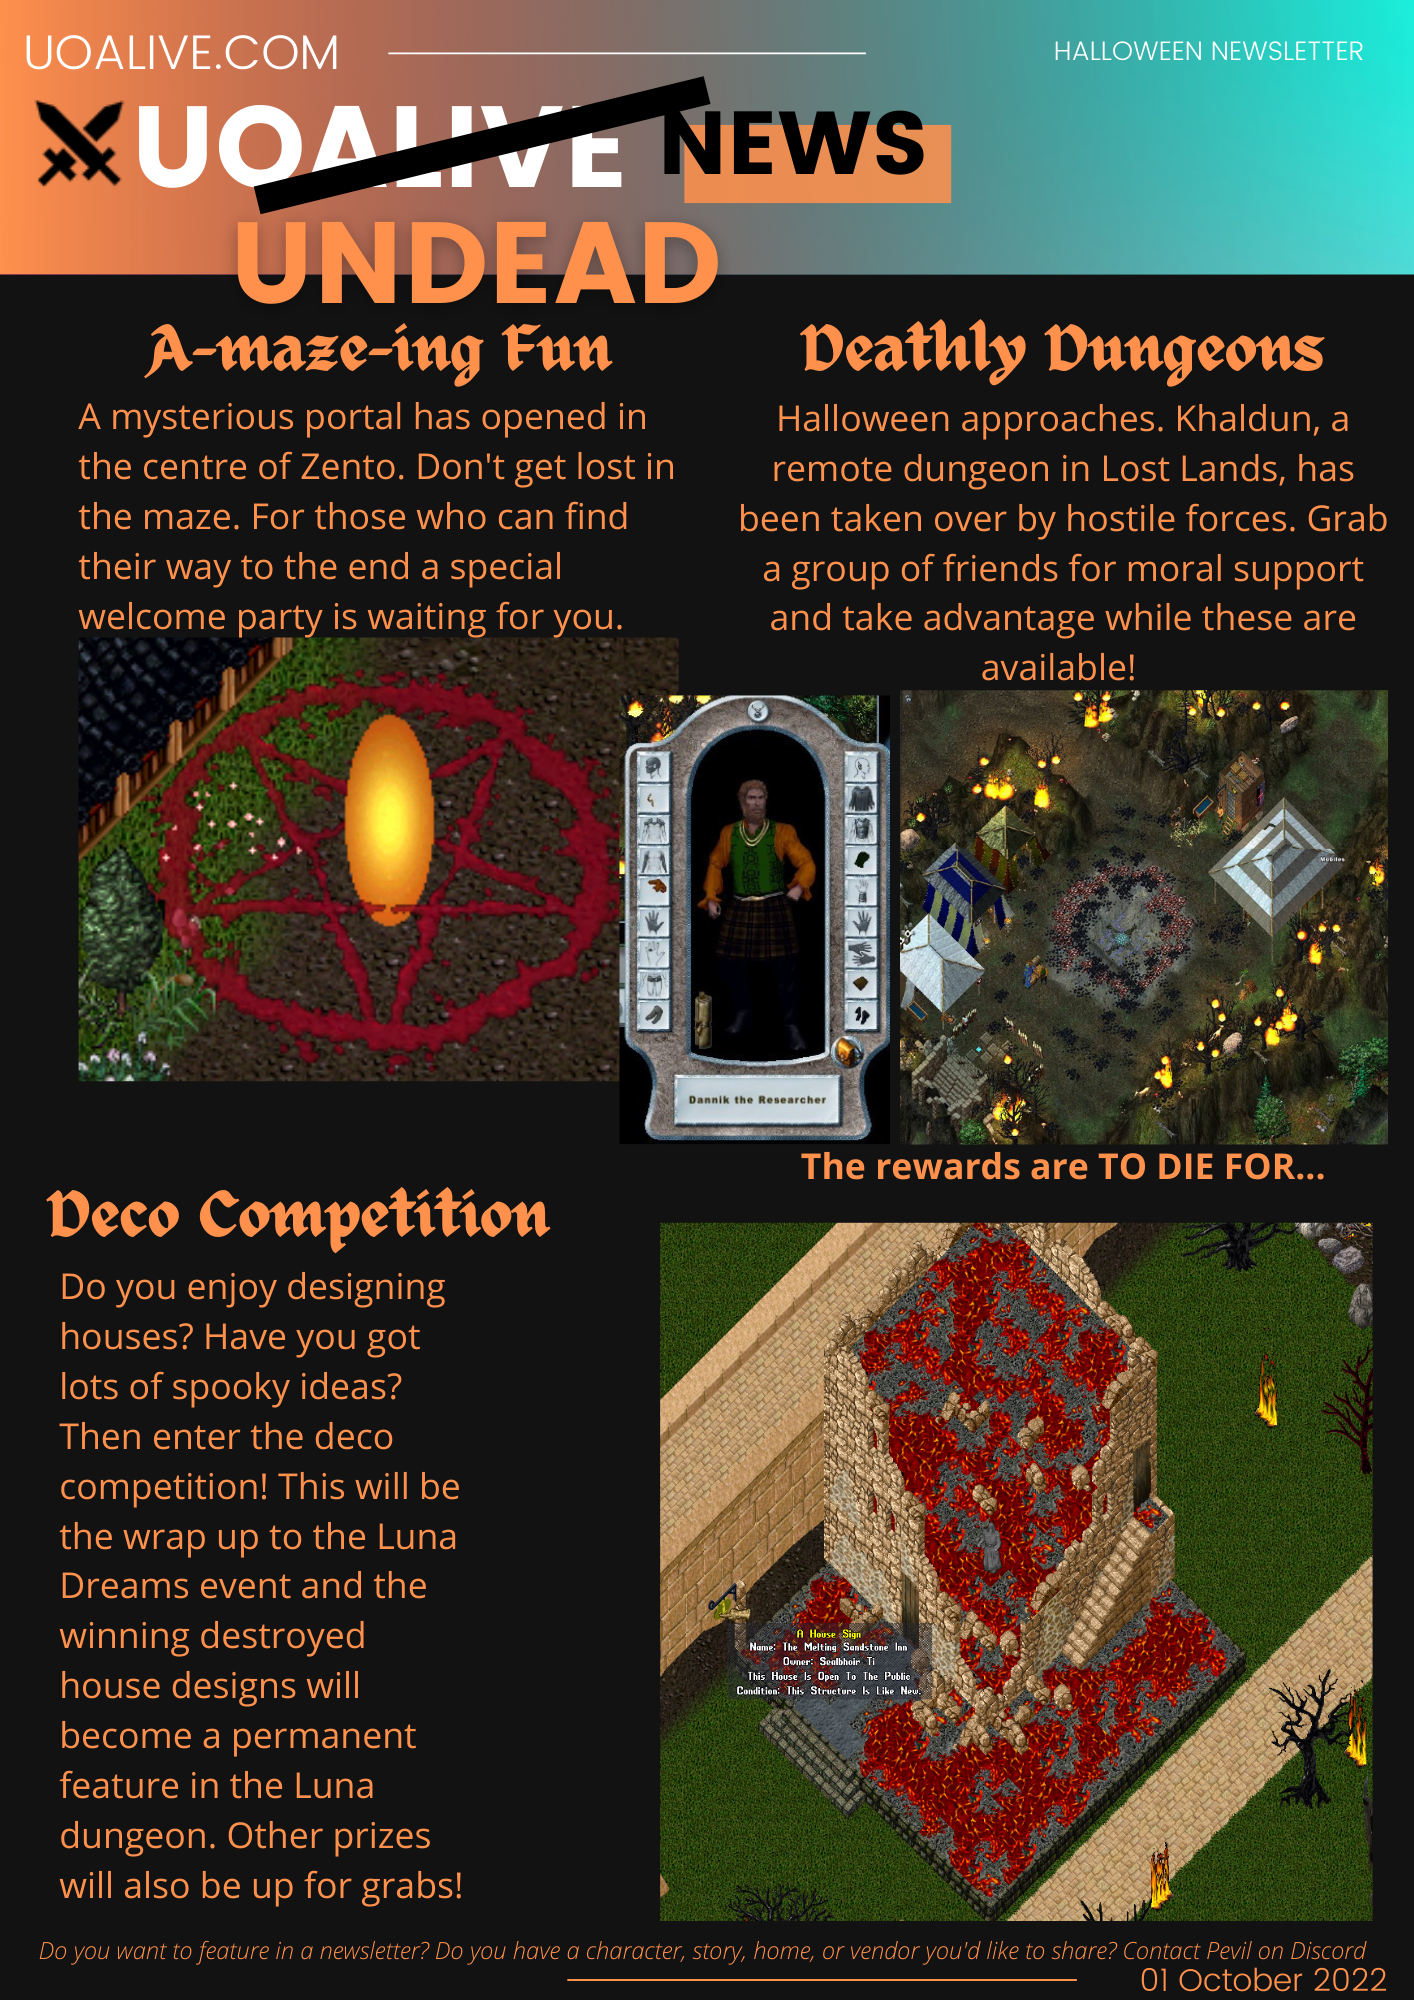 UOALIVE.COM
HALLOWEEN NEWSLETTER
UOALIVE NEWS
UNDEAD
A-maze-ing Fun
A mysterious portal has opened in
the centre of Zento. Don't get lost in
the maze. For those who can find
their way to the end a special
welcome party is waiting for you.
Deathly Dungeons
Halloween approaches. Khaldun, a
remote dungeon in Lost Lands, has
been taken over by hostile forces. Grab
a group of friends for moral support
and take advantage while these are
available!
Dannik the Researcher
Mobiles
The rewards are TO DIE FOR...
Deco Competition
Do you enjoy designing
houses? Have you got
lots of spooky ideas?
Then enter the deco
competition! This will be
the wrap up to the Luna
Dreams event and the
winning destroyed
house designs will
become a permanent
feature in the Luna
dungeon. Other prizes
will also be up for grabs!
A House Sign
Name: The Melting Sandstone Inn
Owner: Sealbhoir Ti
This House Is Open To The Public
Condition: This Structure Is Like New.
Do you want to feature in a newsletter? Do you have a character, story, home, or vendor you'd like to share? Contact Pevil on Discord
01 October 2022